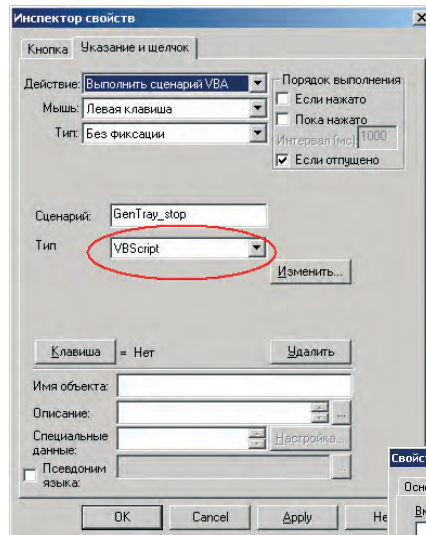 Инспектор свойств
Кнопка Указание и щелчок
Действие: Выполнить сценарий VBA
Порядок выполнения
Если нажато
Мышь: Левая клавиша
Пока нажато
Тип: Без фиксации
Интервал (мс) 1000
Если отпущено
Сценарий: GenTray_stop
Тип VBScript
Изменить...
Клавиша = Нет Удалить
Имя объекта:
Описание: ...
Специальные данные: Настройка...
Псевдоним языка: ...
OK Cancel Apply Не
Свойст
Осно